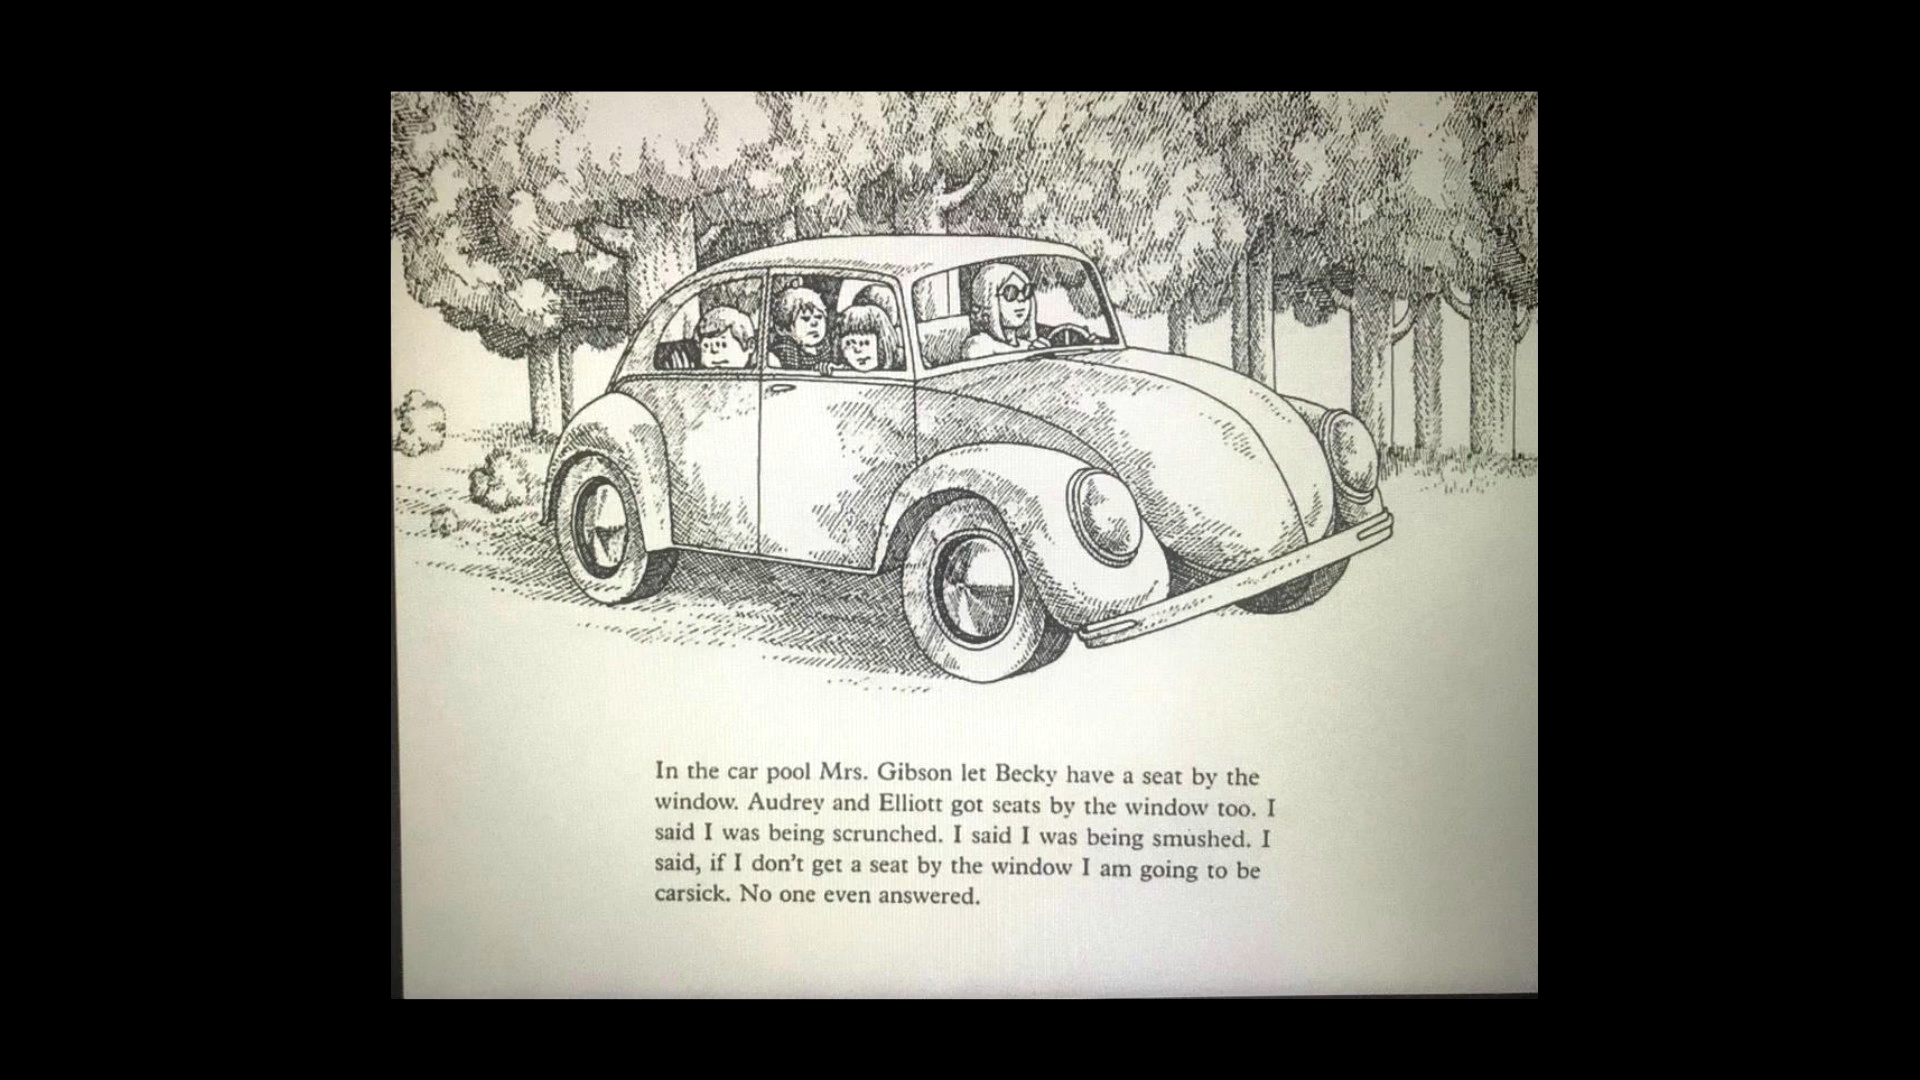 In the car pool Mrs. Gibson let Becky have a seat by the
window. Audrey and Elliott got seats by the window too. I
said I was being scrunched. I said I was being smushed. I
said, if I don't get a seat by the window I am going to be
carsick. No one even answered.